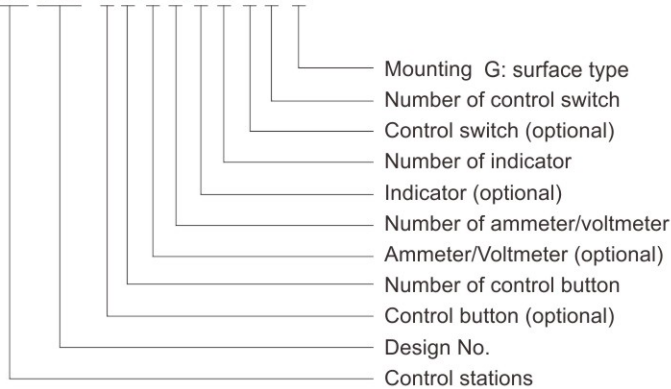 Mounting G: surface type
Number of control switch
Control switch (optional)
Number of indicator
Indicator (optional)
Number of ammeter/voltmeter
Ammeter/Voltmeter (optional)
Number of control button
Control button (optional)
Design No.
Control stations